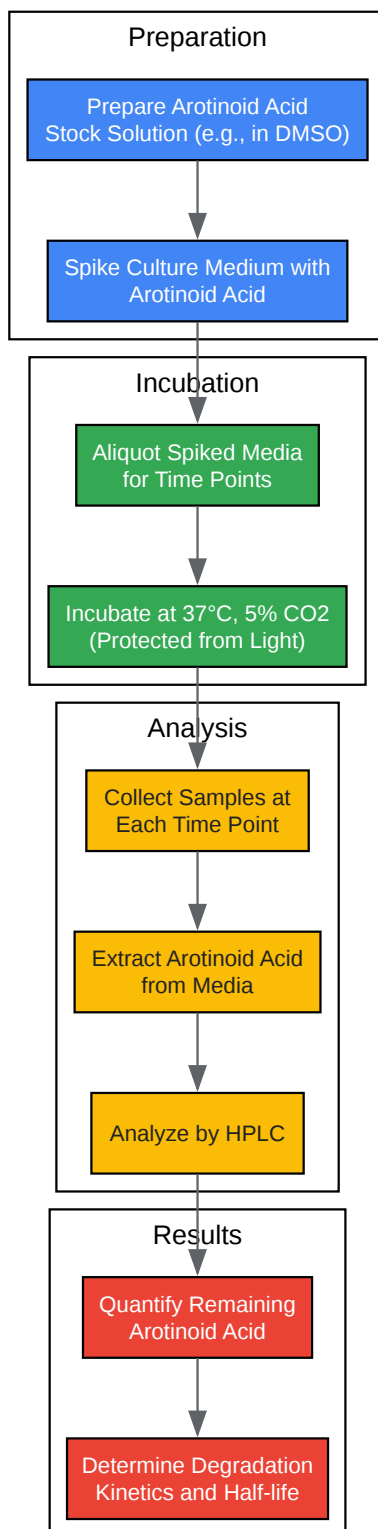 Preparation
Prepare Arotinoid Acid
Stock Solution (e.g., in DMSO)
Spike Culture Medium with
Arotinoid Acid
Incubation
Aliquot Spiked Media
for Time Points
Incubate at 37°C, 5% CO2
(Protected from Light)
Analysis
Collect Samples at
Each Time Point
Extract Arotinoid Acid
from Media
Analyze by HPLC
Results
Quantify Remaining
Arotinoid Acid
Determine Degradation
Kinetics and Half-life